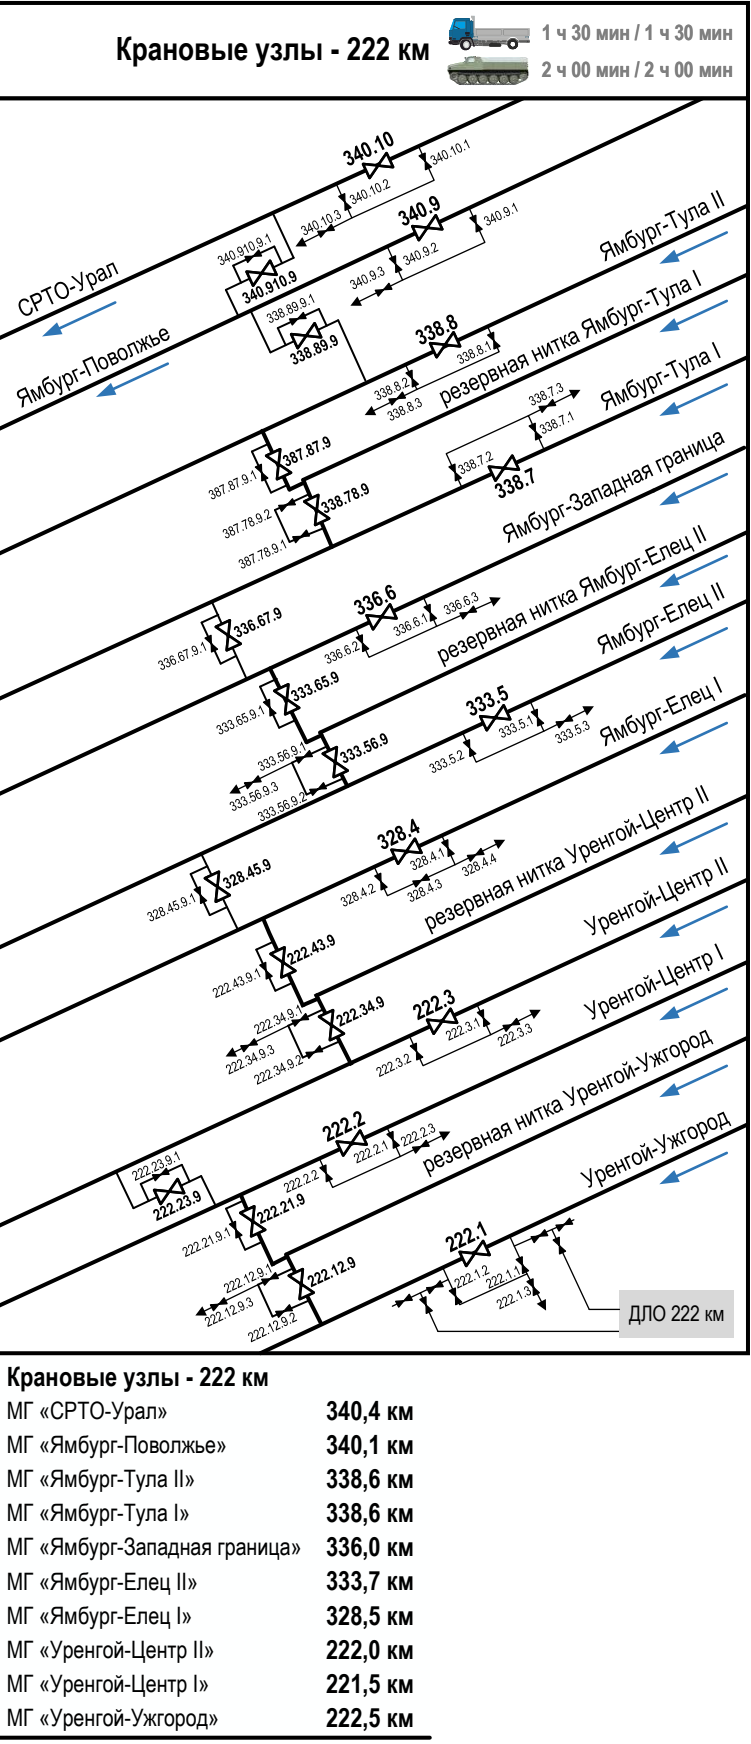 Крановые узлы - 222 км
1 ч 30 мин / 1 ч 30 мин
2 ч 00 мин / 2 ч 00 мин
340.10
340.10.1
340.10.2
340.10.3
340.9
340.9.1
340.9.2
340.9.3
340.910.9.1
340.910.9
СРТО-Урал
Ямбург-Тула II
338.89.9.1
338.89.9
Ямбург-Поволжье
338.8
338.8.1
338.8.2
338.8.3
резервная нитка Ямбург-Тула I
Ямбург-Тула I
387.87.9
387.87.9.1
338.78.9
387.78.9.2
387.78.9.1
338.7.3
338.7.1
338.7.2
338.7
Ямбург-Западная граница
336.67.9
336.67.9.1
336.6
336.6.3
336.6.1
336.6.2
резервная нитка Ямбург-Елец II
Ямбург-Елец II
333.65.9
333.65.9.1
333.56.9.1
333.56.9
333.56.9.3
333.56.9.2
333.5
333.5.1
333.5.2
333.5.3
Ямбург-Елец I
328.45.9
328.45.9.1
328.4
328.4.1
328.4.2
328.4.3
328.4.4
резервная нитка Уренгой-Центр II
Уренгой-Центр II
222.43.9
222.43.9.1
222.34.9.1
222.34.9
222.34.9.3
222.34.9.2
222.3
222.3.1
222.3.2
222.3.3
Уренгой-Центр I
222.23.9.1
222.23.9
222.2
222.2.1
222.2.3
222.2.2
резервная нитка Уренгой-Ужгород
222.21.9
222.21.9.1
222.12.9.1
222.12.9
222.12.9.3
222.12.9.2
Уренгой-Ужгород
222.1
222.1.2
222.1.1
222.1.3
ДЛО 222 км
Крановые узлы - 222 км
МГ «СРТО-Урал» 340,4 км
МГ «Ямбург-Поволжье» 340,1 км
МГ «Ямбург-Тула II» 338,6 км
МГ «Ямбург-Тула I» 338,6 км
МГ «Ямбург-Западная граница» 336,0 км
МГ «Ямбург-Елец II» 333,7 км
МГ «Ямбург-Елец I» 328,5 км
МГ «Уренгой-Центр II» 222,0 км
МГ «Уренгой-Центр I» 221,5 км
МГ «Уренгой-Ужгород» 222,5 км